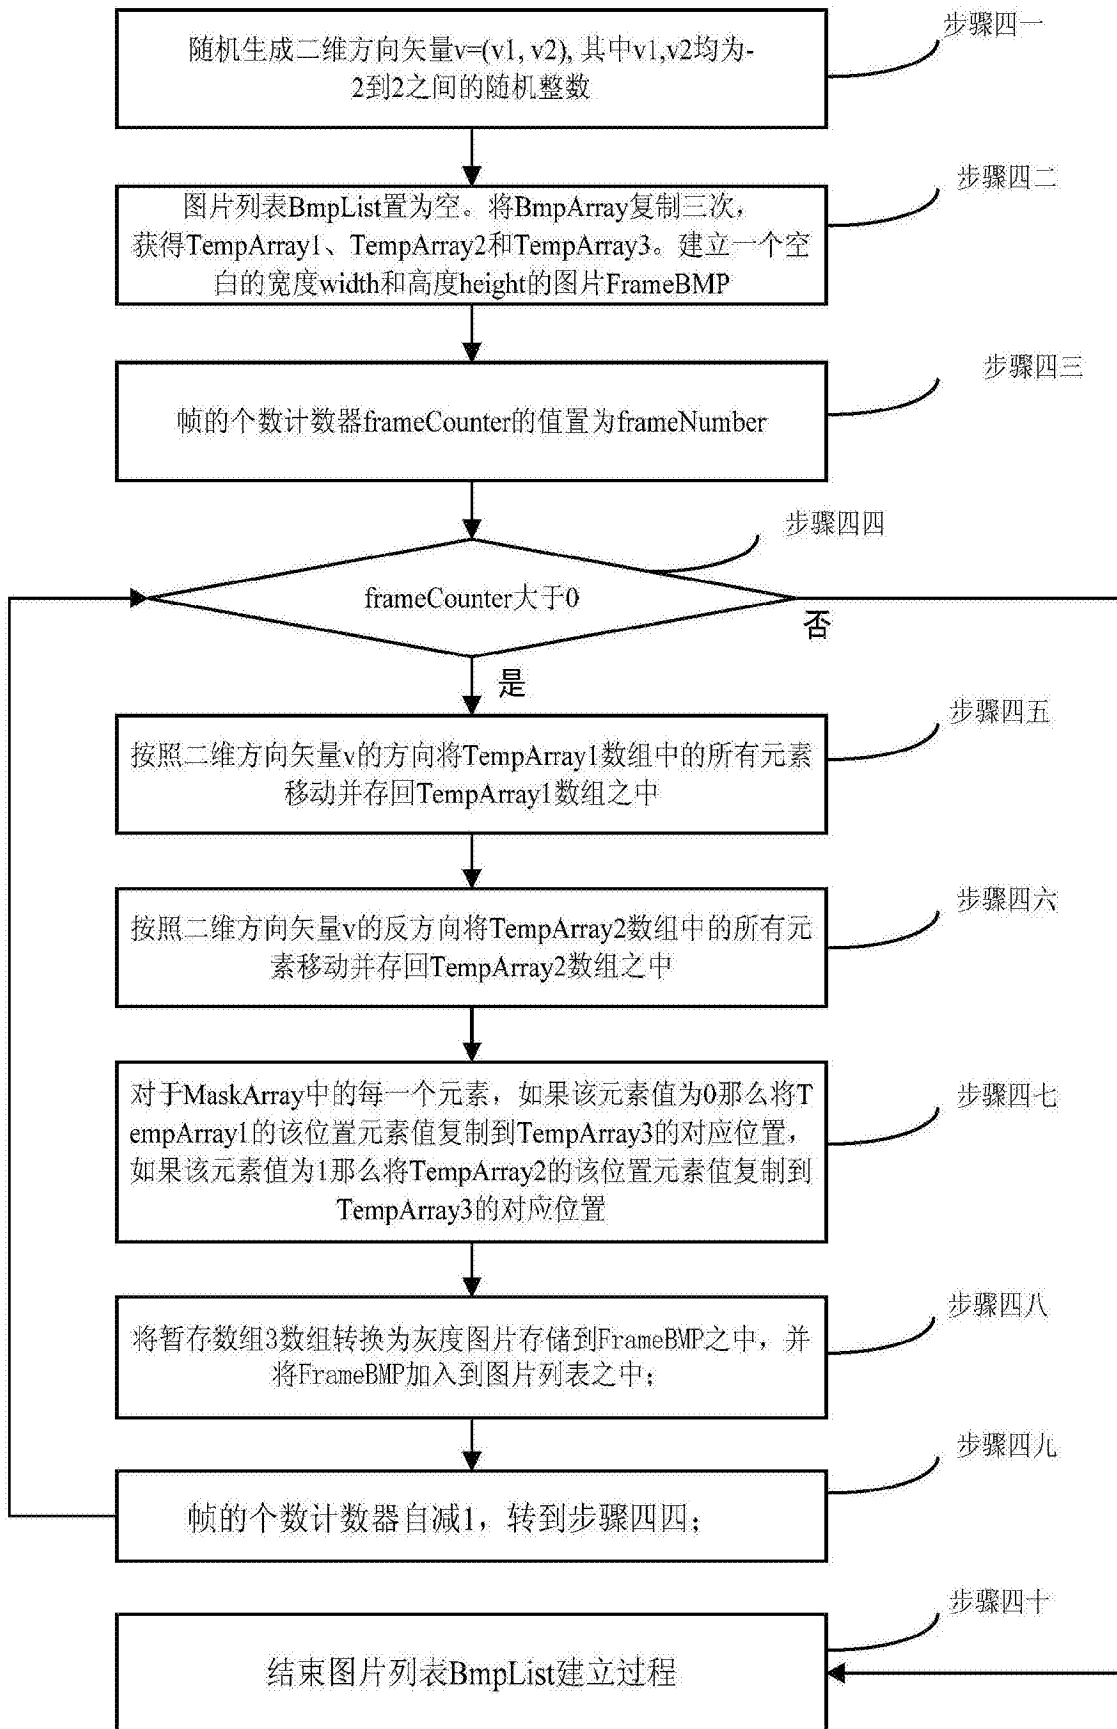 步骤四一
随机生成二维方向矢量v=(v1, v2), 其中v1,v2均为-
2到2之间的随机整数
步骤四二
图片列表BmpList置为空。将BmpArray复制三次，
获得TempArray1、TempArray2和TempArray3。建立一个空
白的宽度width和高度height的图片FrameBMP
步骤四三
帧的个数计数器frameCounter的值置为frameNumber
步骤四四
frameCounter大于0
否
是
步骤四五
按照二维方向矢量v的方向将TempArray1数组中的所有元素
移动并存回TempArray1数组之中
步骤四六
按照二维方向矢量v的反方向将TempArray2数组中的所有元
素移动并存回TempArray2数组之中
步骤四七
对于MaskArray中的每一个元素，如果该元素值为0那么将T
empArray1的该位置元素值复制到TempArray3的对应位置，
如果该元素值为1那么将TempArray2的该位置元素值复制到
TempArray3的对应位置
步骤四八
将暂存数组3数组转换为灰度图片存储到FrameBMP之中，并
将FrameBMP加入到图片列表之中；
步骤四九
帧的个数计数器自减1，转到步骤四四；
步骤四十
结束图片列表BmpList建立过程